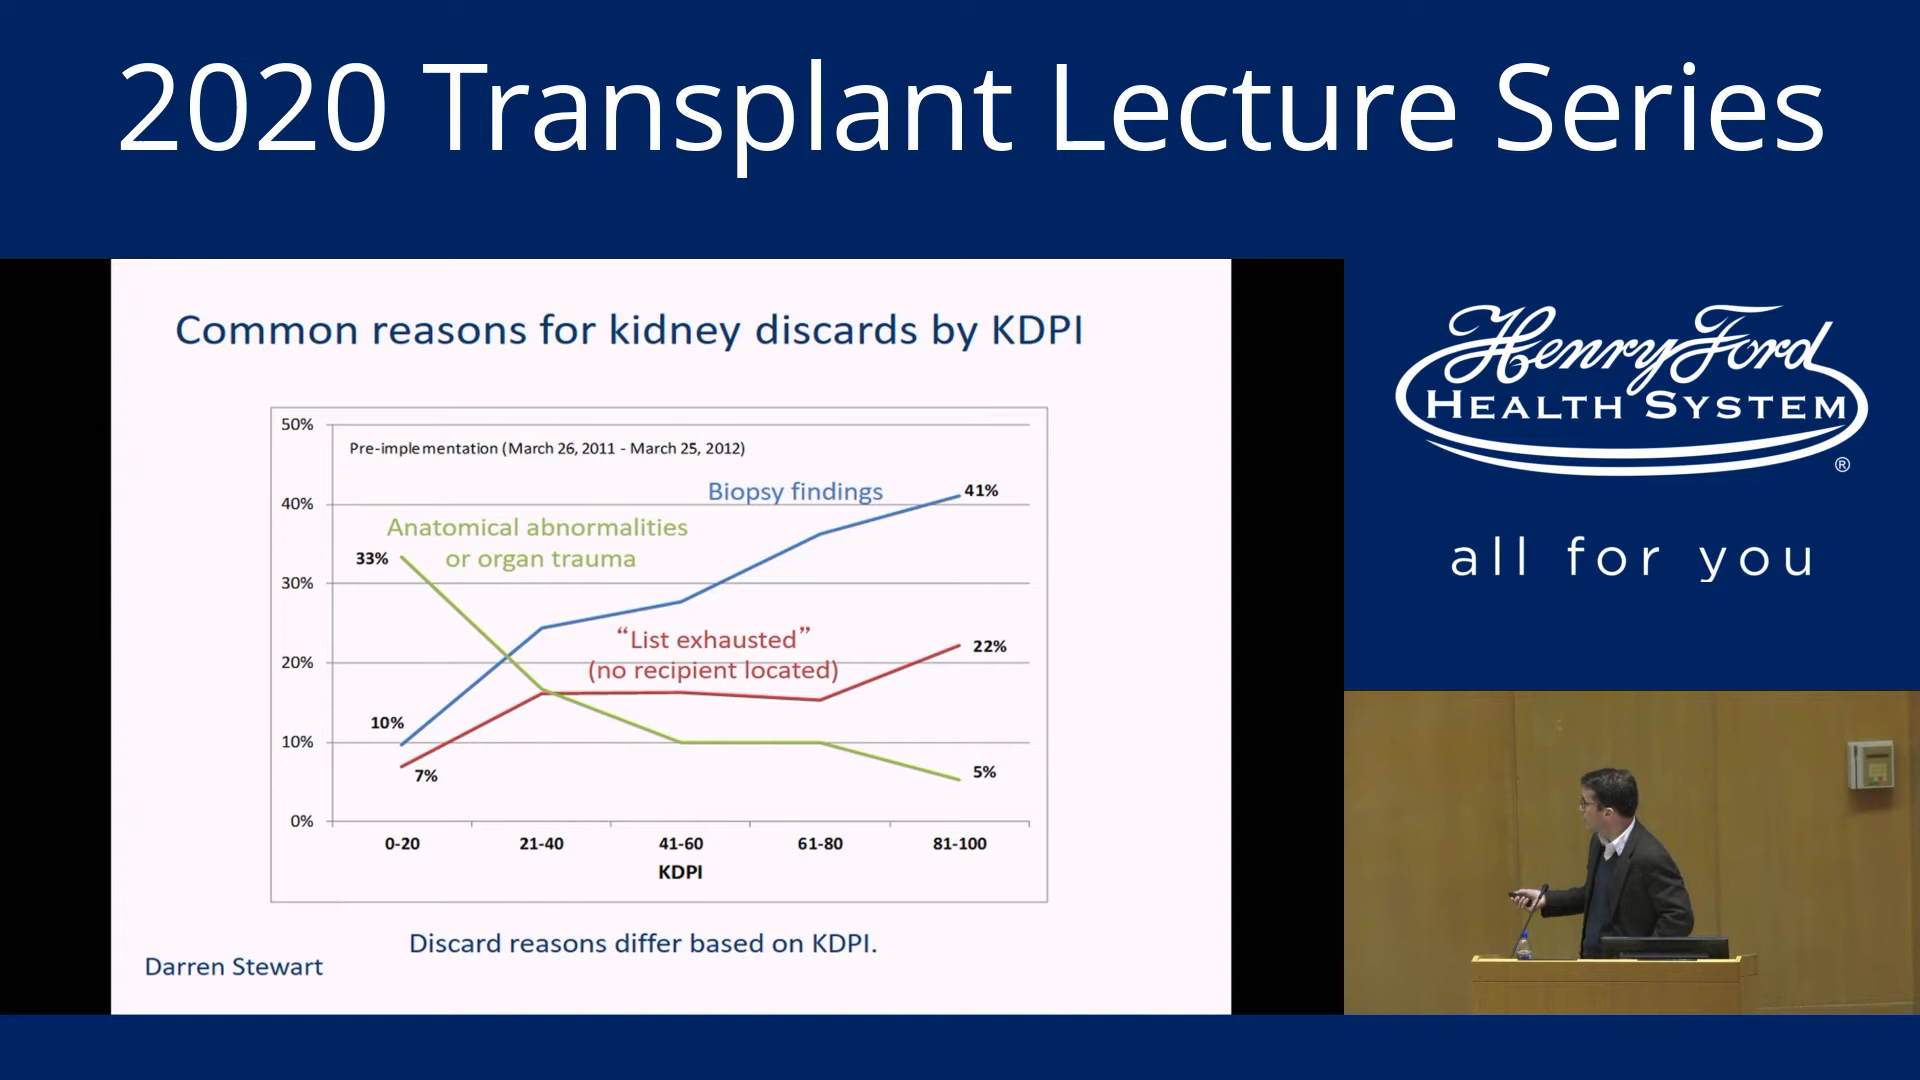 2020 Transplant Lecture Series
Common reasons for kidney discards by KDPI
50%
Pre-implementation (March 26, 2011 - March 25, 2012)
Biopsy findings
41%
40%
Anatomical abnormalities
or organ trauma
33%
30%
“List exhausted”
(no recipient located)
22%
20%
10%
10%
7%
5%
0%
0-20 21-40 41-60 61-80 81-100
KDPI
Discard reasons differ based on KDPI.
Darren Stewart
Henry Ford
HEALTH SYSTEM
®
all for you